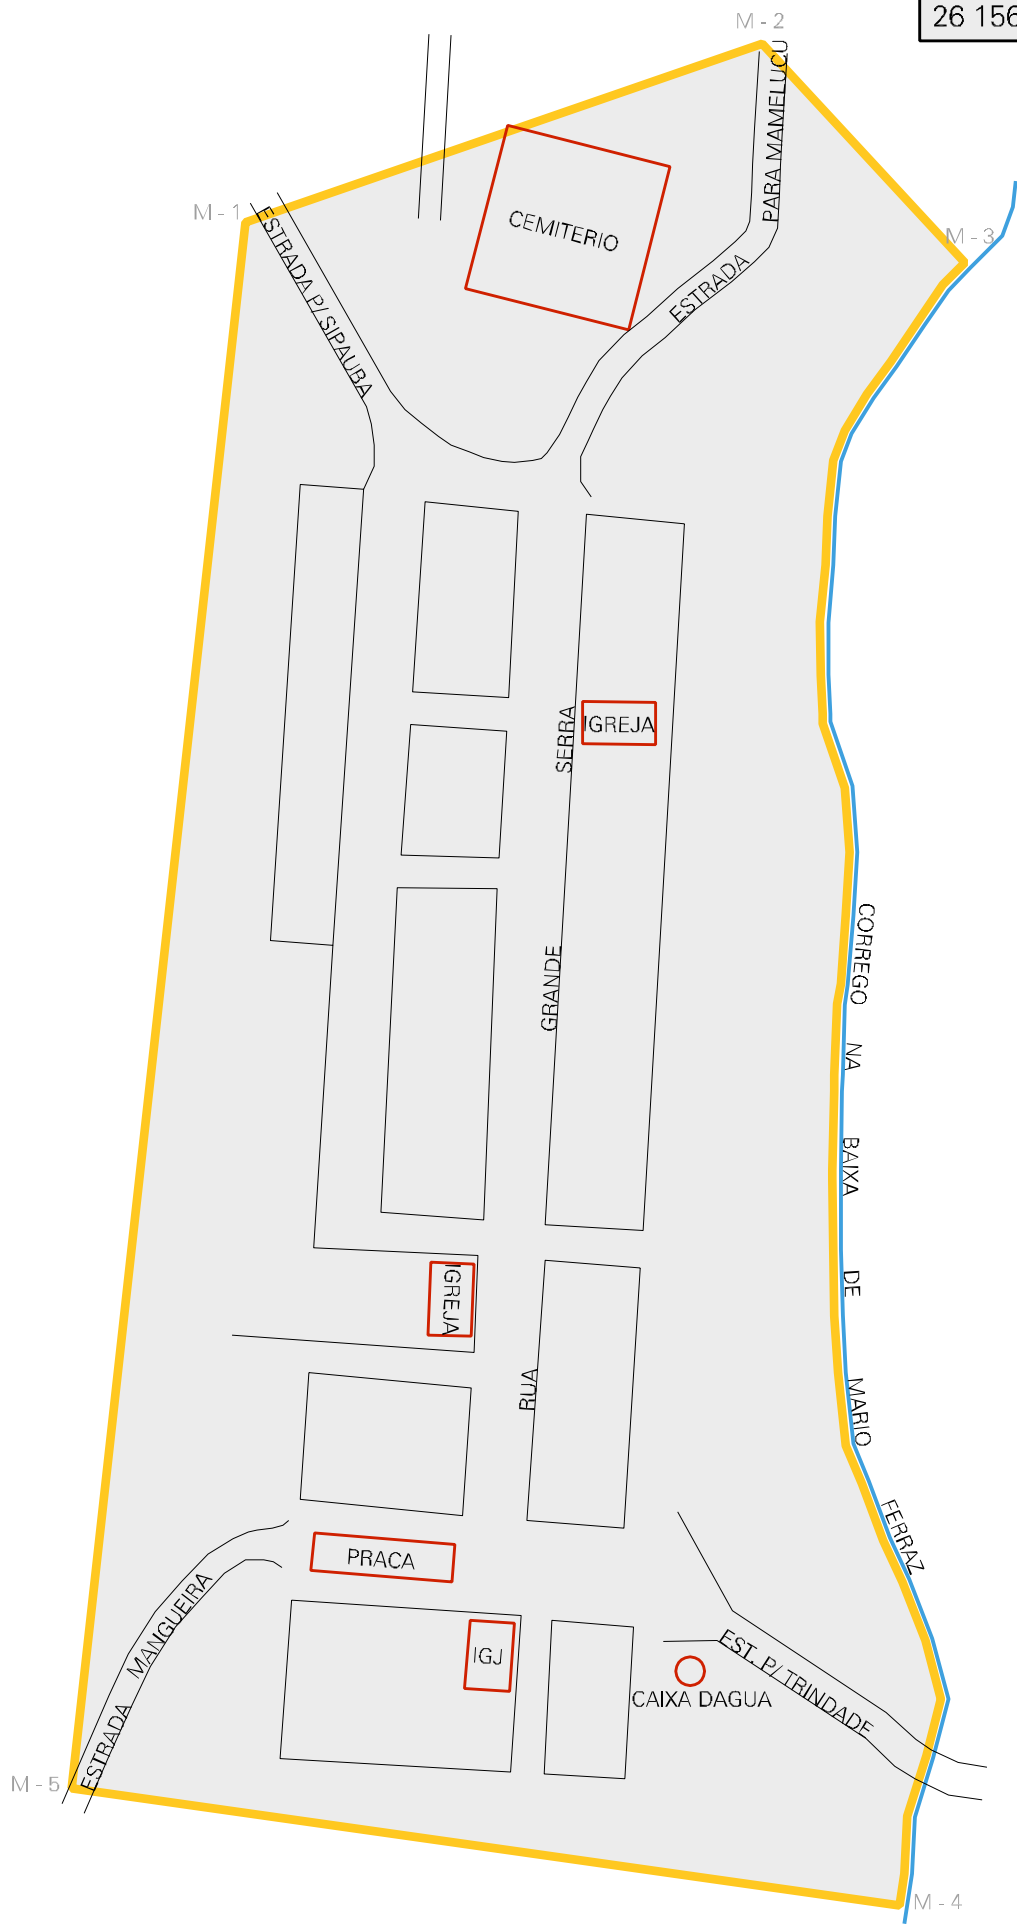 M - 2
26 156
PARA MAMELUCU
M - 1
ESTRADA P/ SIPAUBA
CEMITERIO
M - 3
ESTRADA
SERRA
IGREJA
CORREGO
GRANDE
NA
BAIXA
IGREJA
DE
RUA
MARIO
FERRAZ
PRACA
MANGUEIRA
IGJ
EST. P/ TRINDADE
CAIXA DAGUA
ESTRADA
M - 5
M - 4